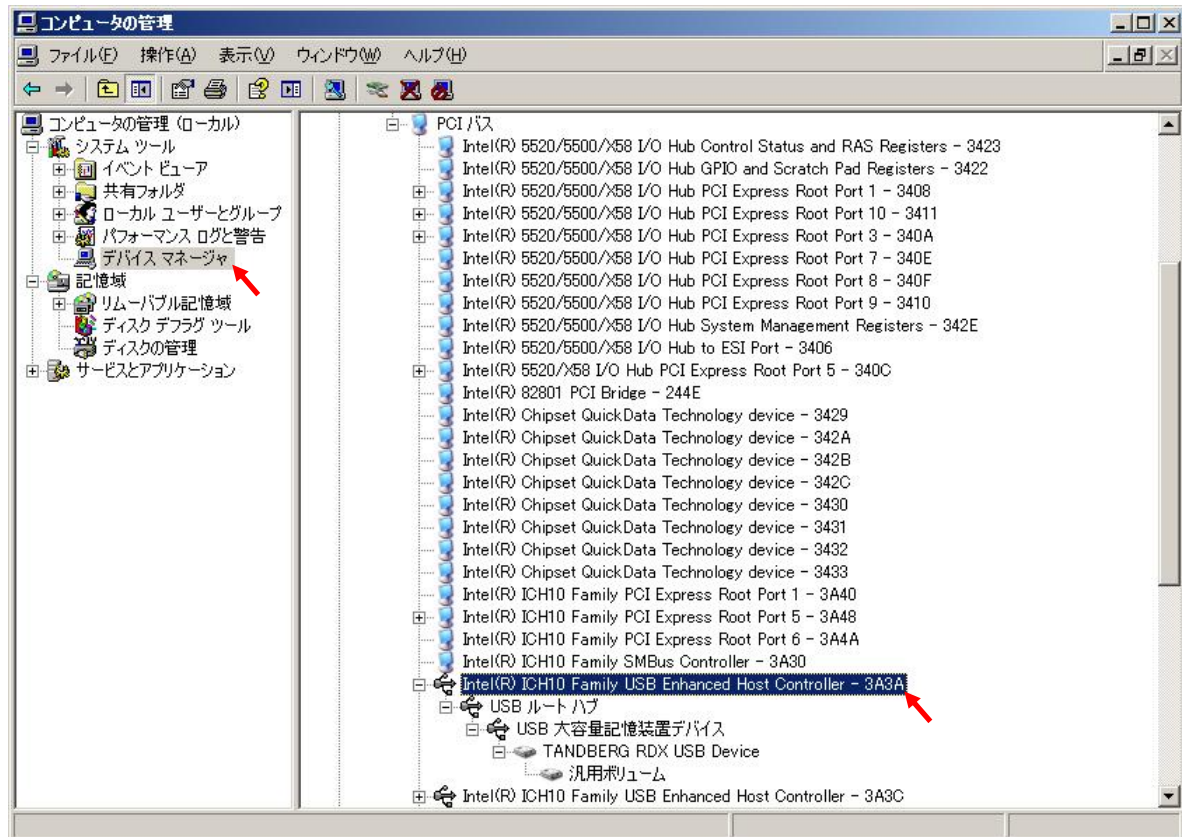 コンピュータの管理
ファイル(F) 操作(A) 表示(V) ウィンドウ(W) ヘルプ(H)
コンピュータの管理 (ローカル)
システム ツール
イベント ビューア
共有フォルダ
ローカル ユーザーとグループ
パフォーマンス ログと警告
デバイス マネージャ
記憶域
リムーバブル記憶域
ディスク デフラグ ツール
ディスクの管理
サービスとアプリケーション
PCI バス
Intel(R) 5520/5500/X58 I/O Hub Control Status and RAS Registers - 3423
Intel(R) 5520/5500/X58 I/O Hub GPIO and Scratch Pad Registers - 3422
Intel(R) 5520/5500/X58 I/O Hub PCI Express Root Port 1 - 3408
Intel(R) 5520/5500/X58 I/O Hub PCI Express Root Port 10 - 3411
Intel(R) 5520/5500/X58 I/O Hub PCI Express Root Port 3 - 340A
Intel(R) 5520/5500/X58 I/O Hub PCI Express Root Port 7 - 340E
Intel(R) 5520/5500/X58 I/O Hub PCI Express Root Port 8 - 340F
Intel(R) 5520/5500/X58 I/O Hub PCI Express Root Port 9 - 3410
Intel(R) 5520/5500/X58 I/O Hub System Management Registers - 342E
Intel(R) 5520/5500/X58 I/O Hub to ESI Port - 3406
Intel(R) 5520/X58 I/O Hub PCI Express Root Port 5 - 340C
Intel(R) 82801 PCI Bridge - 244E
Intel(R) Chipset QuickData Technology device - 3429
Intel(R) Chipset QuickData Technology device - 342A
Intel(R) Chipset QuickData Technology device - 342B
Intel(R) Chipset QuickData Technology device - 342C
Intel(R) Chipset QuickData Technology device - 3430
Intel(R) Chipset QuickData Technology device - 3431
Intel(R) Chipset QuickData Technology device - 3432
Intel(R) Chipset QuickData Technology device - 3433
Intel(R) ICH10 Family PCI Express Root Port 1 - 3A40
Intel(R) ICH10 Family PCI Express Root Port 5 - 3A48
Intel(R) ICH10 Family PCI Express Root Port 6 - 3A4A
Intel(R) ICH10 Family SMBus Controller - 3A30
Intel(R) ICH10 Family USB Enhanced Host Controller - 3A3A
USB ルート ハブ
USB 大容量記憶装置デバイス
TANDBERG RDX USB Device
汎用ボリューム
Intel(R) ICH10 Family USB Enhanced Host Controller - 3A3C